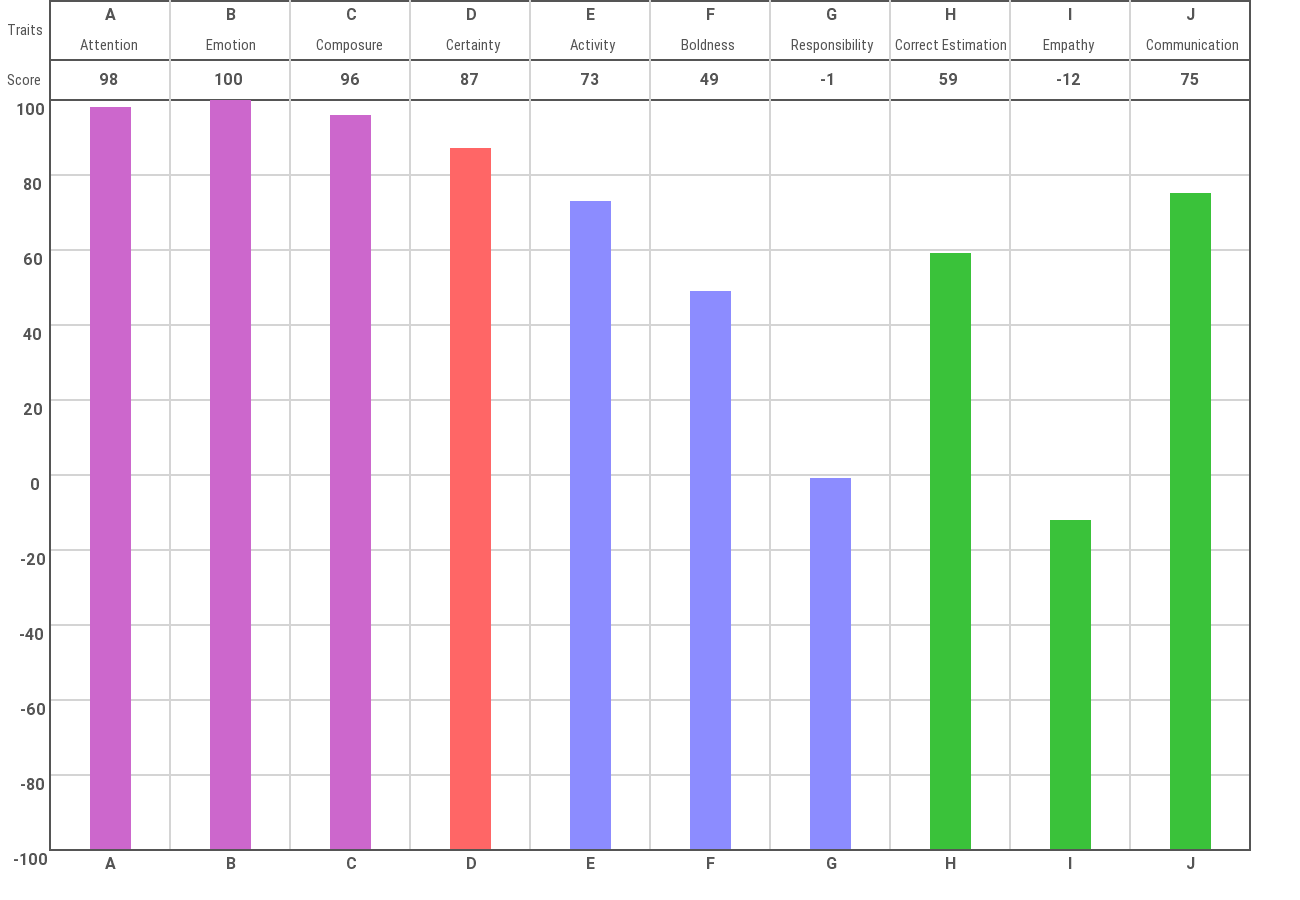 A B C D E F G H I J
Traits
Attention Emotion Composure Certainty Activity Boldness Responsibility Correct Estimation Empathy Communication
Score 98 100 96 87 73 49 -1 59 -12 75
100
80
60
40
20
0
-20
-40
-60
-80
-100
A B C D E F G H I J